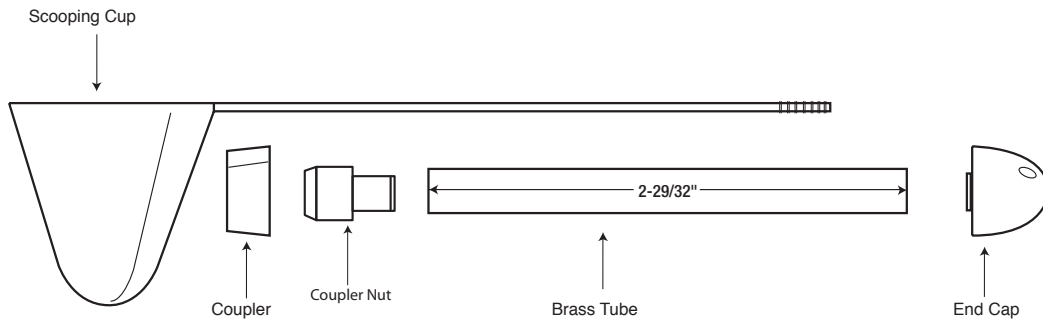 Scooping Cup
2-29/32"
Coupler
Coupler Nut
Brass Tube
End Cap